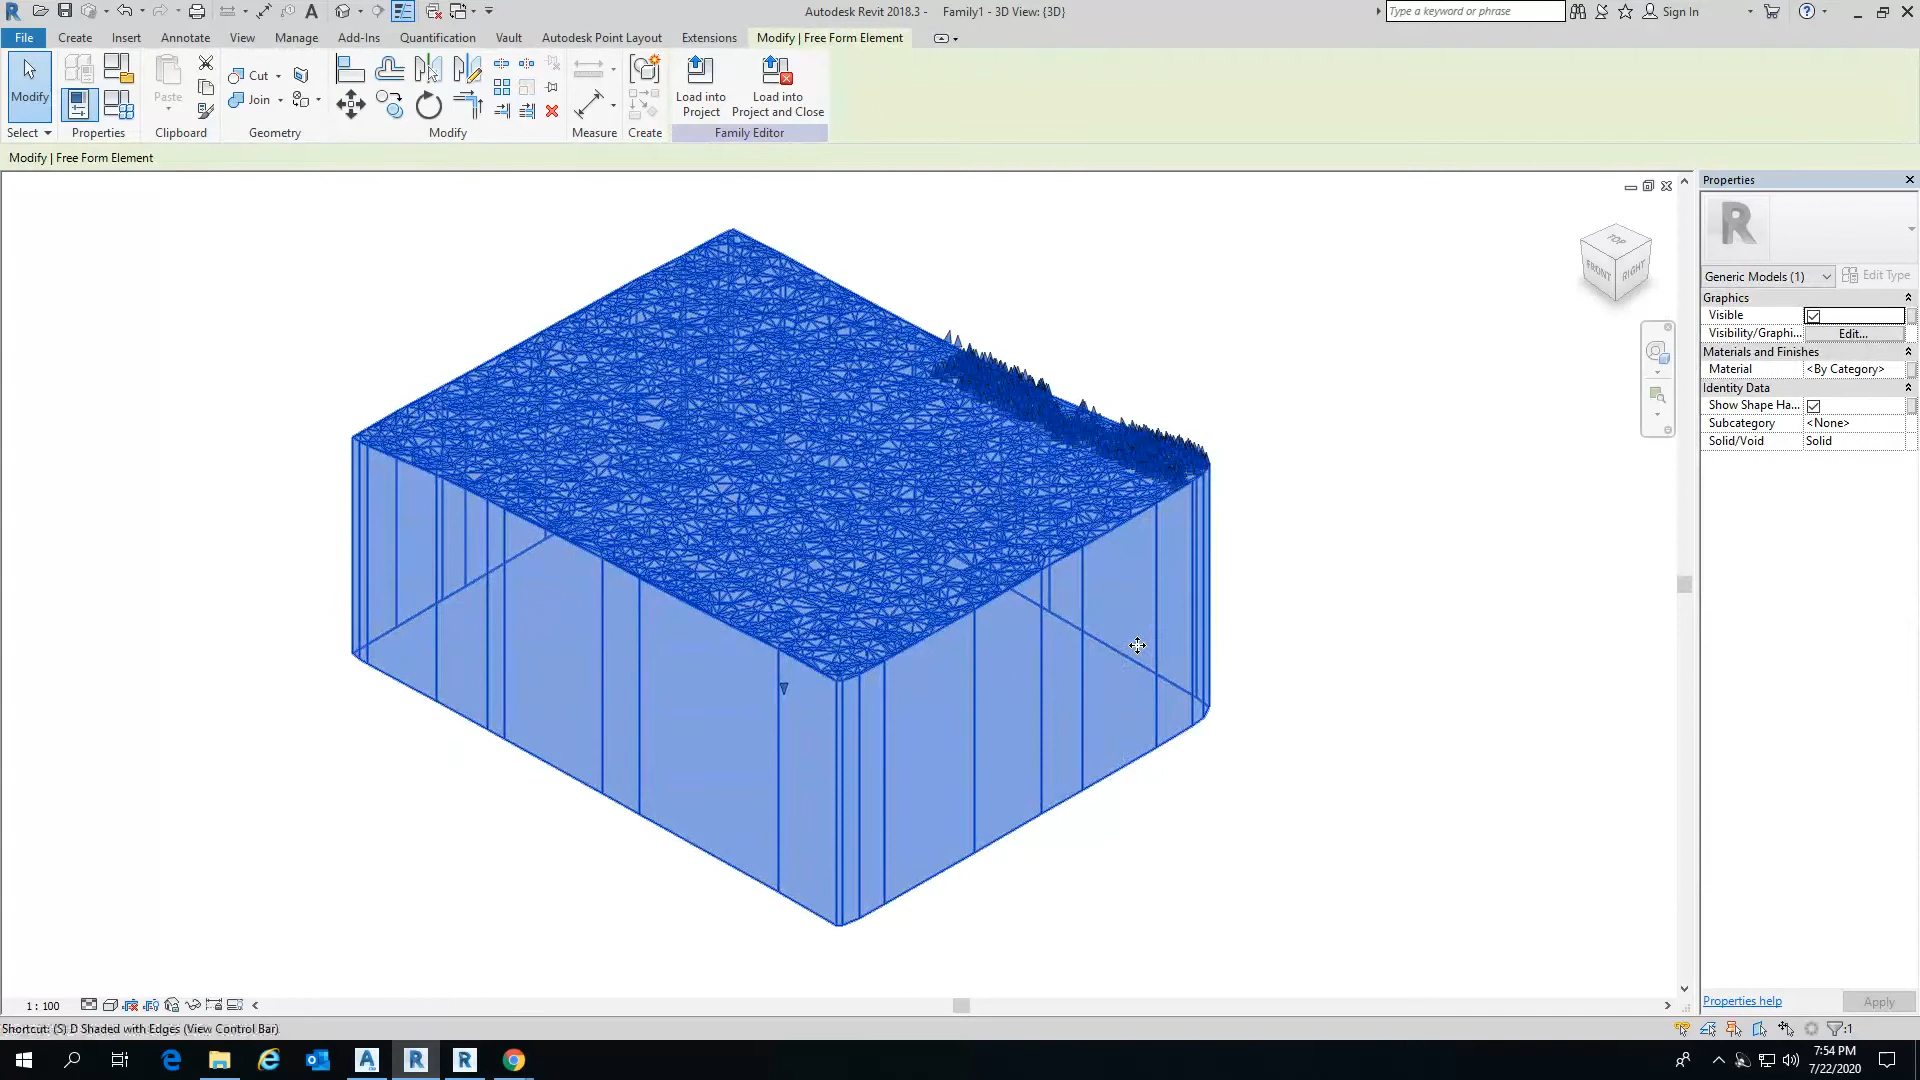 Autodesk Revit 2018.3 - Family1 - 3D View: {3D}
Type a keyword or phrase
Sign In
File Create Insert Annotate View Manage Add-Ins Quantification Vault Autodesk Point Layout Extensions Modify | Free Form Element
Modify
Paste
Cut
Join
Load into Project
Load into Project and Close
Select Properties Clipboard Geometry Modify Measure Create Family Editor
Modify | Free Form Element
Properties
TOP
FRONT RIGHT
Generic Models (1) Edit Type
Graphics
Visible
Visibility/Graphi... Edit...
Materials and Finishes
Material <By Category>
Identity Data
Show Shape Ha...
Subcategory <None>
Solid/Void Solid
Properties help Apply
1 : 100
Shortcut: (S) D Shaded with Edges (View Control Bar)
:1
7:54 PM
7/22/2020